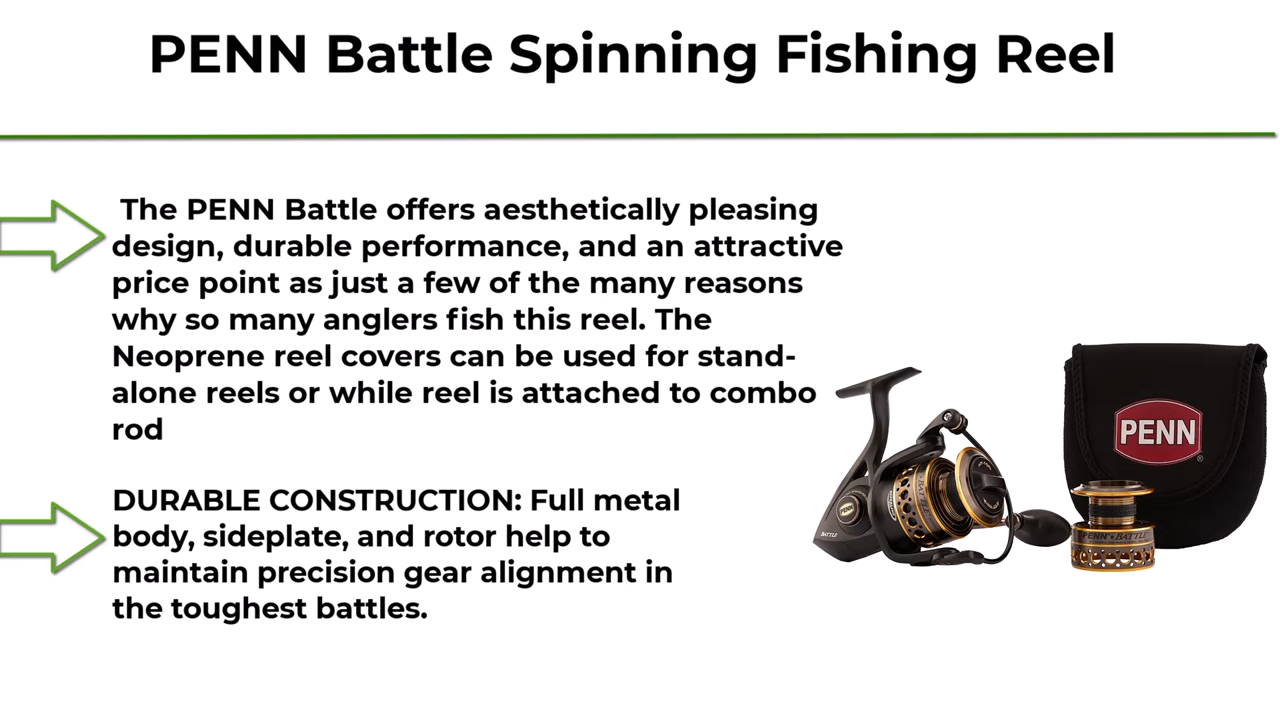 PENN Battle Spinning Fishing Reel
The PENN Battle offers aesthetically pleasing
design, durable performance, and an attractive
price point as just a few of the many reasons
why so many anglers fish this reel. The
Neoprene reel covers can be used for stand-
alone reels or while reel is attached to combo
rod
DURABLE CONSTRUCTION: Full metal
body, sideplate, and rotor help to
maintain precision gear alignment in
the toughest battles.
PENN
®
PENN
BATTLE
PENN BATTLE